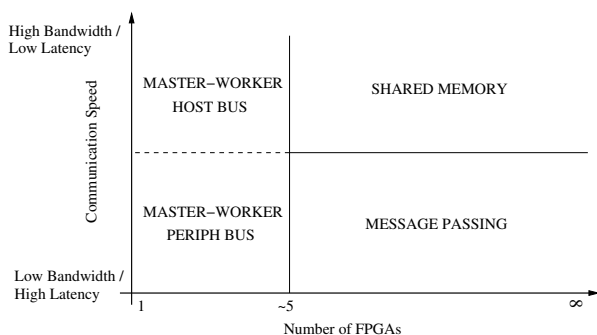 High Bandwidth /
Low Latency
Communication Speed
MASTER−WORKER
HOST BUS
SHARED MEMORY
MASTER−WORKER
PERIPH BUS
MESSAGE PASSING
Low Bandwidth /
High Latency
1
~5
∞
Number of FPGAs